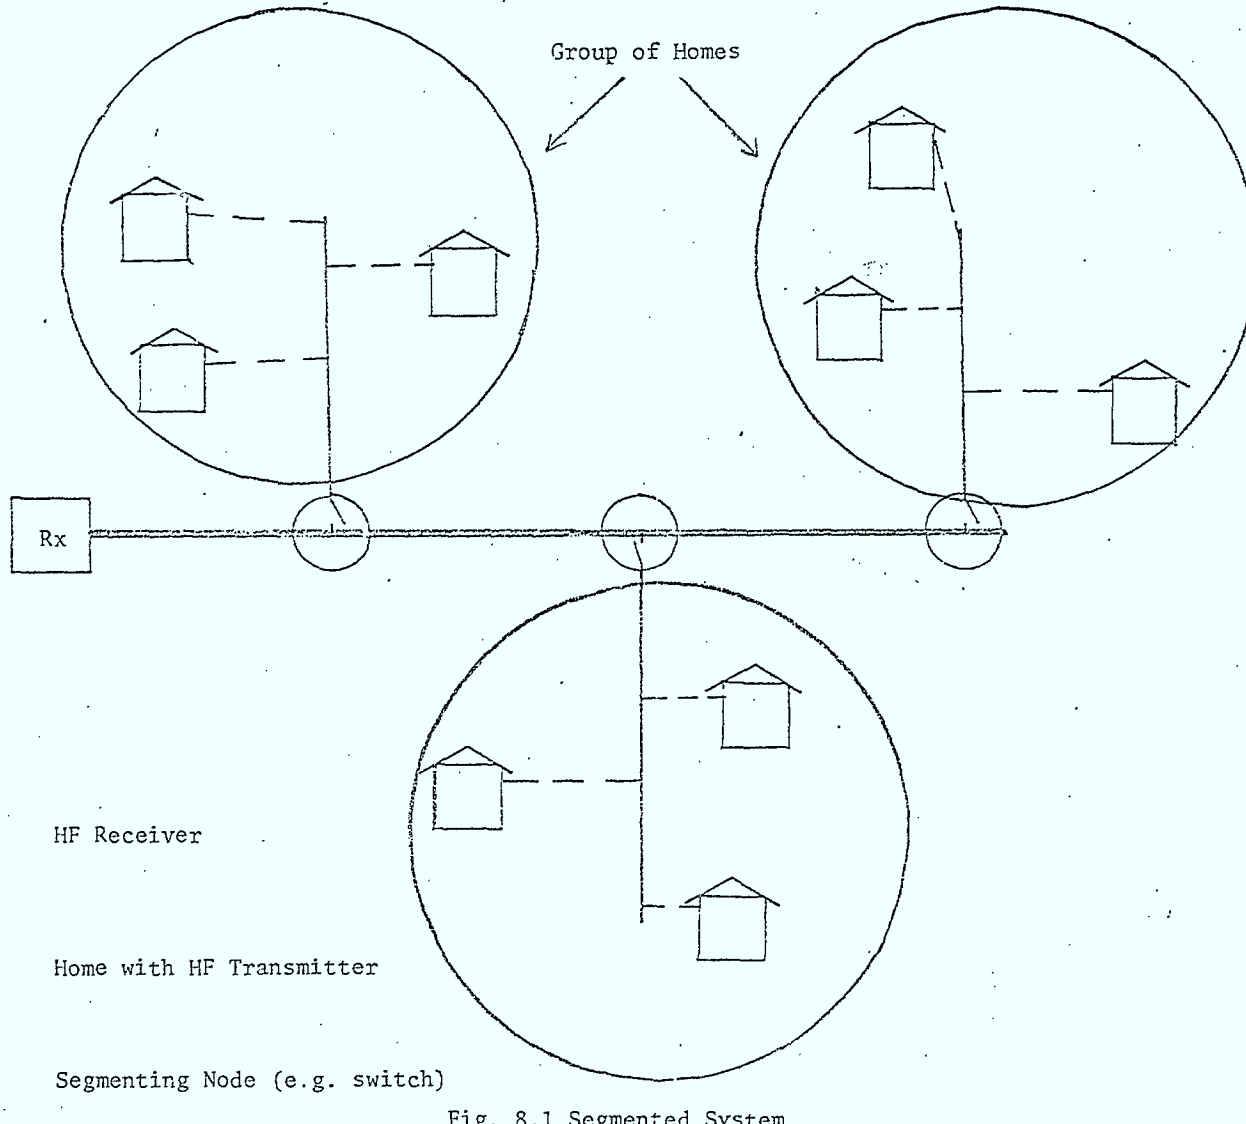 Group of Homes
Rx
HF Receiver
Home with HF Transmitter
Segmenting Node (e.g. switch)
Fig. 8.1 Segmented System